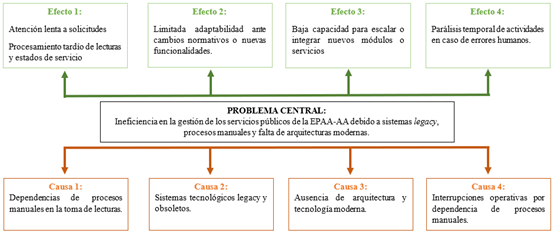 Efecto 1:
Atención lenta a solicitudes
Procesamiento tardío de lecturas
y estados de servicio
Efecto 2:
Limitada adaptabilidad ante
cambios normativos o nuevas
funcionalidades.
Efecto 3:
Baja capacidad para escalar o
integrar nuevos módulos o
servicios
Efecto 4:
Parálisis temporal de actividades
en caso de errores humanos.
PROBLEMA CENTRAL:
Ineficiencia en la gestión de los servicios públicos de la EPAA-AA debido a sistemas legacy,
procesos manuales y falta de arquitecturas modernas.
Causa 1:
Dependencias de procesos
manuales en la toma de lecturas.
Causa 2:
Sistemas tecnológicos legacy y
obsoletos.
Causa 3:
Ausencia de arquitectura y
tecnología moderna.
Causa 4:
Interrupciones operativas por
dependencia de procesos
manuales.